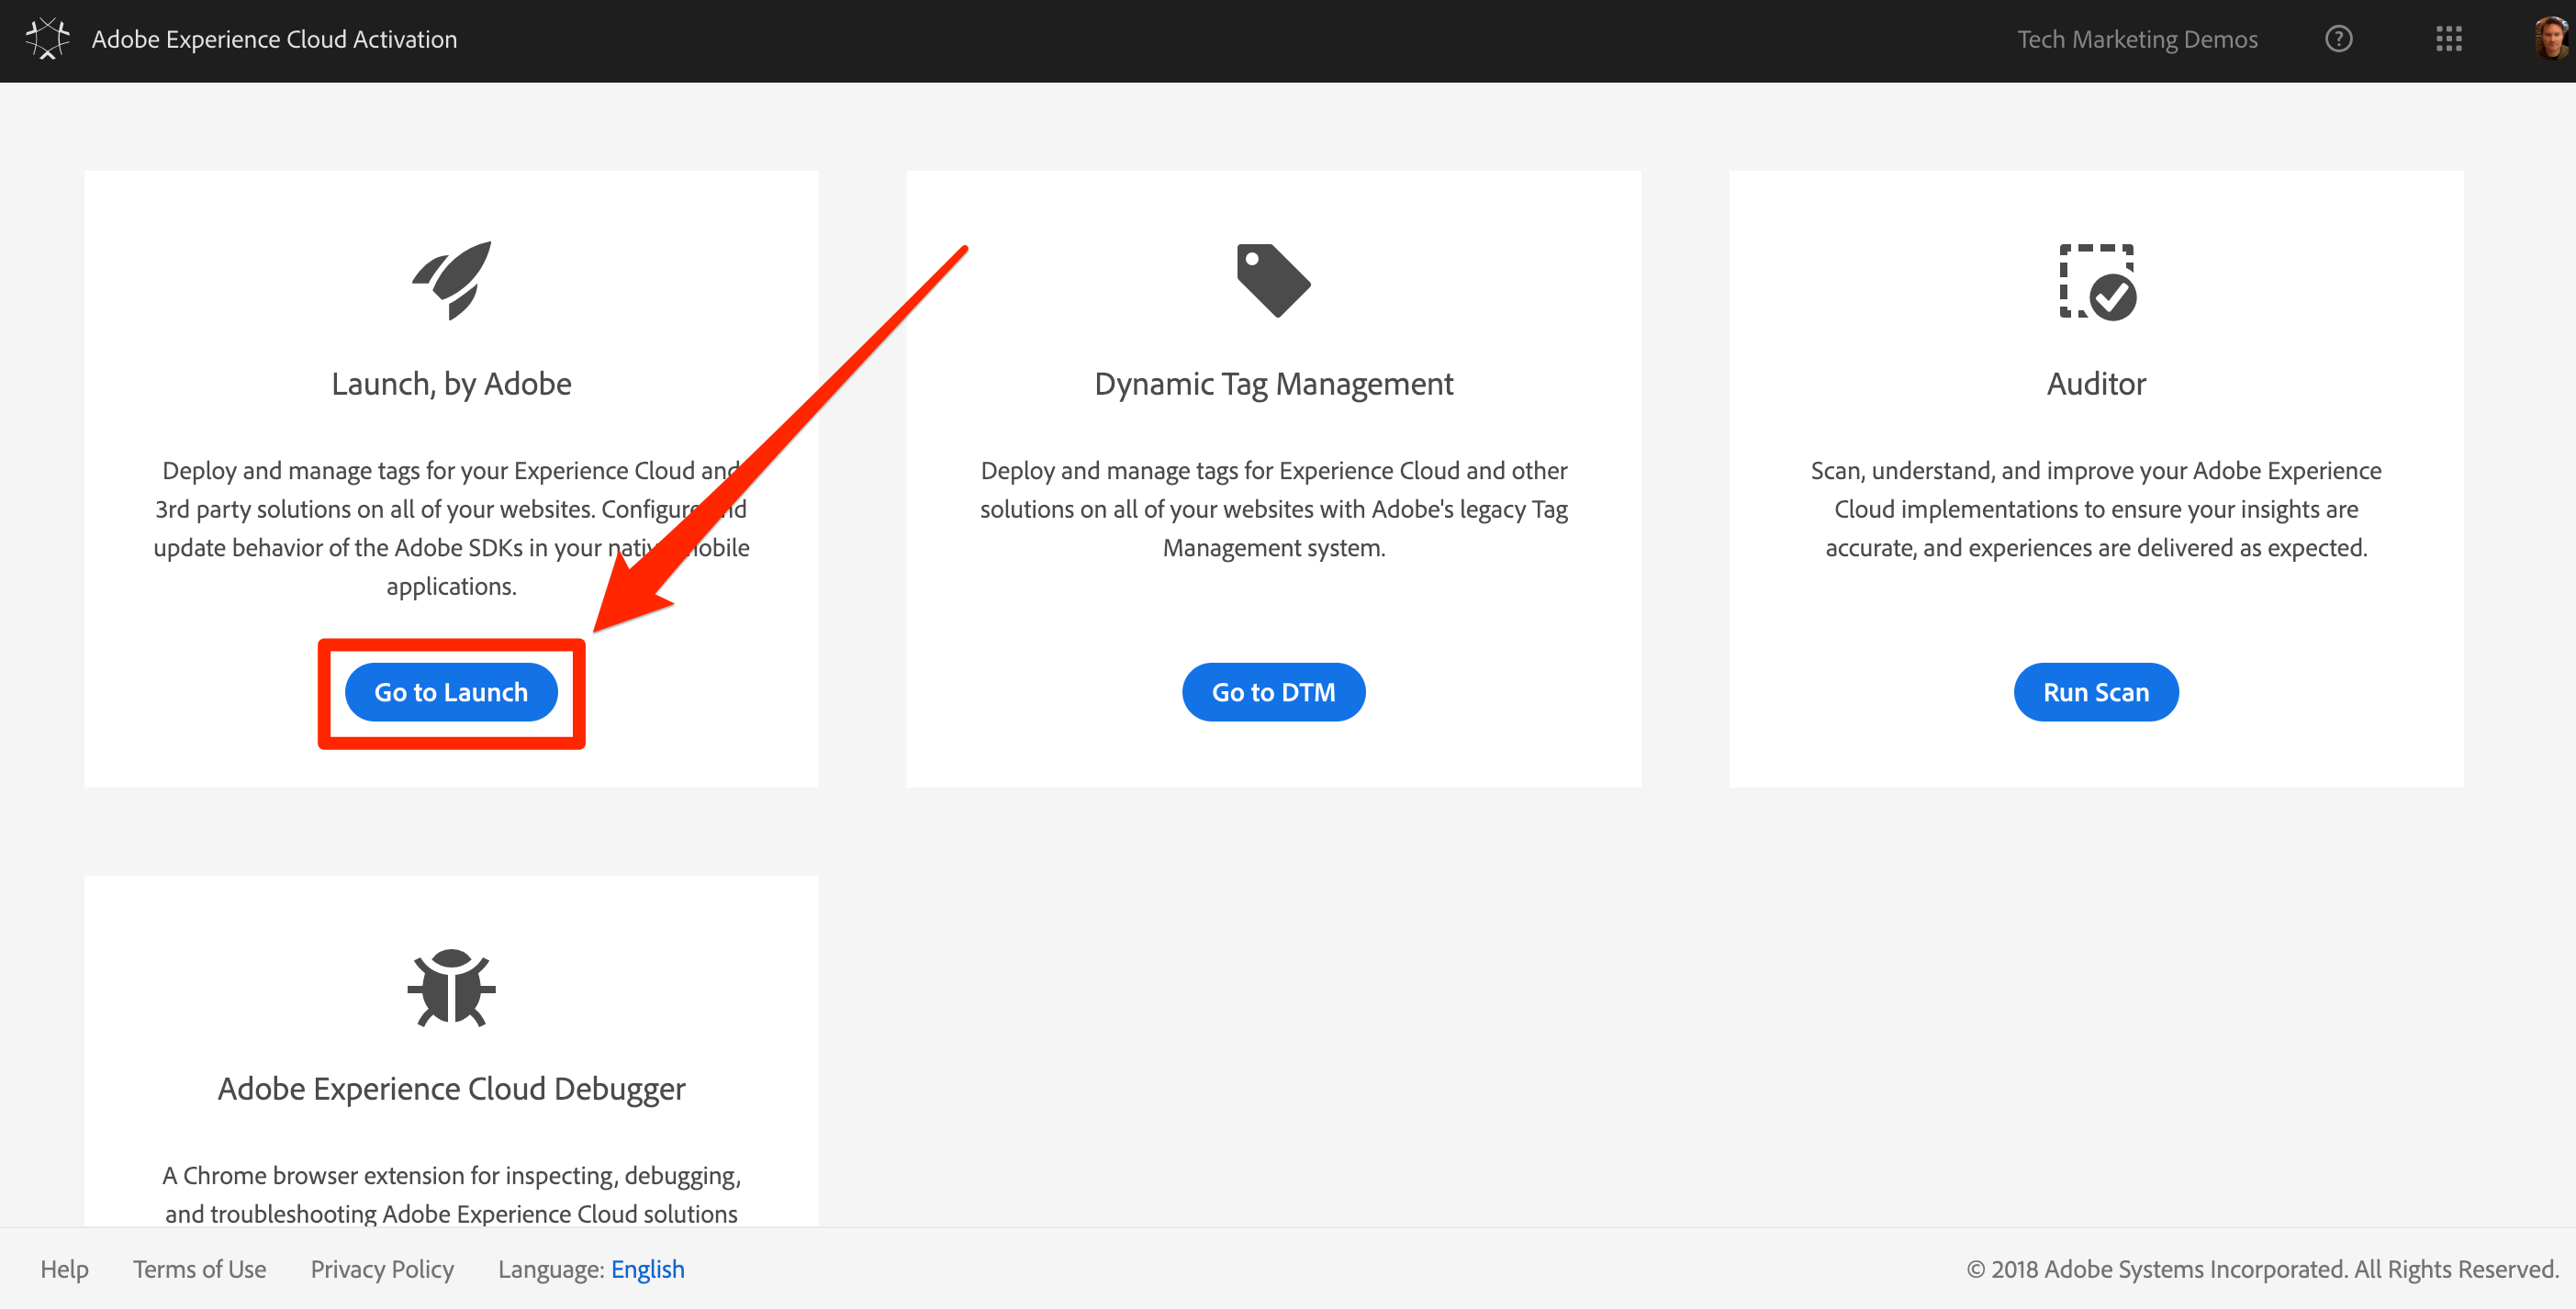 Adobe Experience Cloud Activation
Tech Marketing Demos
?
Launch, by Adobe
Deploy and manage tags for your Experience Cloud and
3rd party solutions on all of your websites. Configure and
update behavior of the Adobe SDKs in your native mobile
applications.
Go to Launch
Dynamic Tag Management
Deploy and manage tags for Experience Cloud and other
solutions on all of your websites with Adobe's legacy Tag
Management system.
Go to DTM
Auditor
Scan, understand, and improve your Adobe Experience
Cloud implementations to ensure your insights are
accurate, and experiences are delivered as expected.
Run Scan
Adobe Experience Cloud Debugger
A Chrome browser extension for inspecting, debugging,
and troubleshooting Adobe Experience Cloud solutions
Help
Terms of Use
Privacy Policy
Language: English
© 2018 Adobe Systems Incorporated. All Rights Reserved.